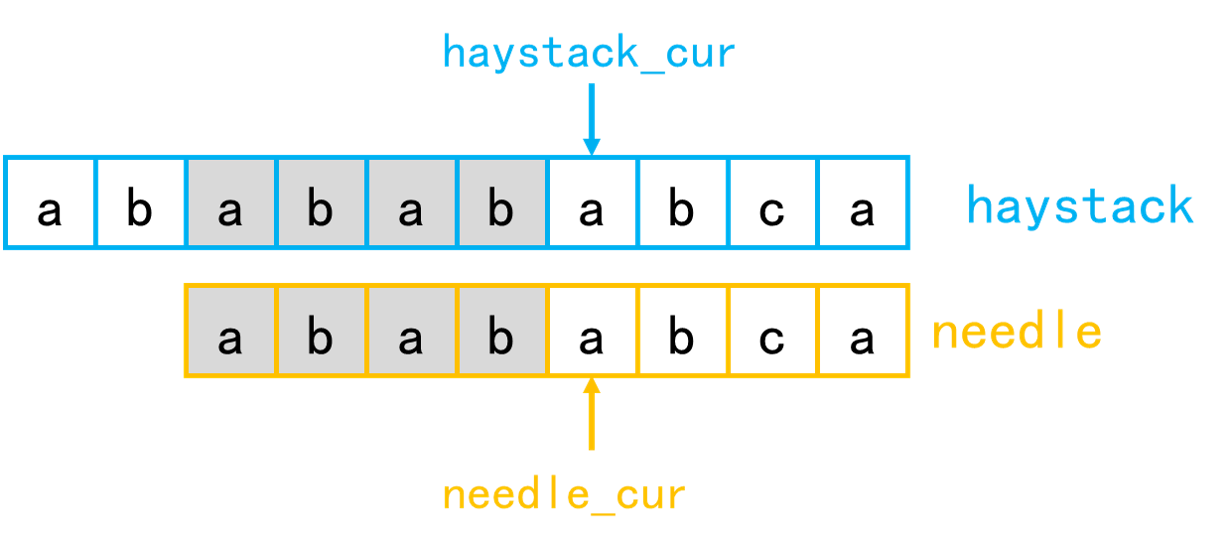 haystack_cur
a b a b a b a b c a haystack
a b a b a b c a needle
needle_cur